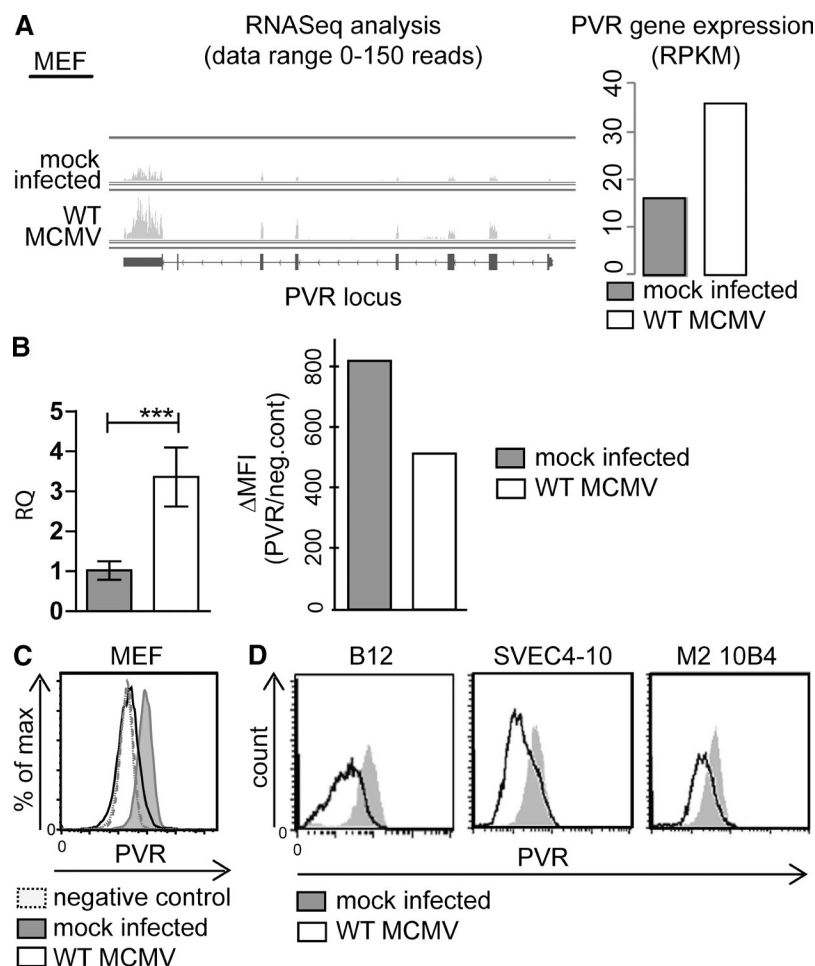 A
RNASeq analysis
(data range 0-150 reads)
PVR gene expression
(RPKM)
MEF
mock
infected
WT
MCMV
PVR locus
40
30
20
10
0
mock infected
WT MCMV
B
5
4
3
2
1
0
RQ
***
800
600
400
200
0
ΔMFI
(PVR/neg.cont)
mock infected
WT MCMV
C
MEF
% of max
0
0
PVR
negative control
mock infected
WT MCMV
D
B12
SVEC4-10
M2 10B4
count
0
0
PVR
mock infected
WT MCMV